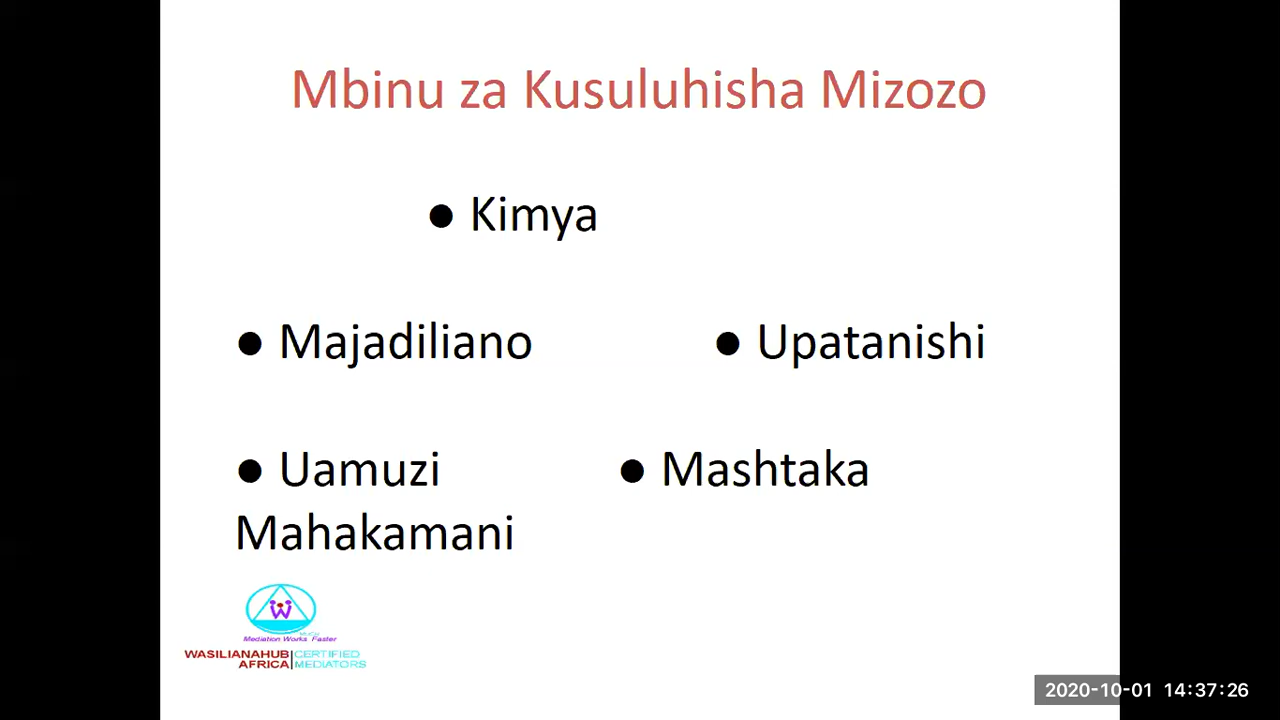 Mbinu za Kusuluhisha Mizozo
● Kimya
● Majadiliano ● Upatanishi
● Uamuzi ● Mashtaka
Mahakamani
W
Mediation Works Faster
WASILIANAHUB CERTIFIED
AFRICA MEDIATORS
2020-10-01 14:37:26